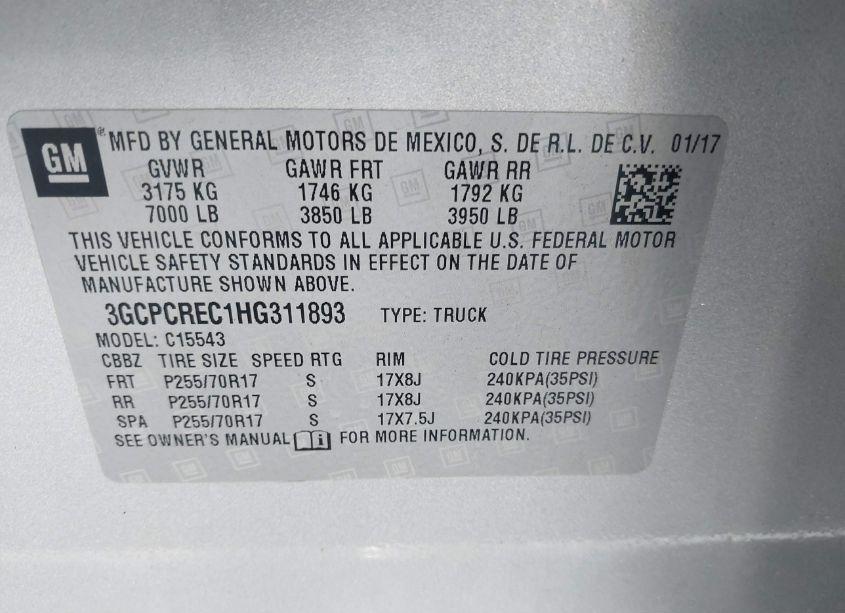 GM ® MFD BY GENERAL MOTORS DE MEXICO, S. DE R.L. DE C.V. 01/17
GVWR GAWR FRT GAWR RR
3175 KG 1746 KG 1792 KG
7000 LB 3850 LB 3950 LB
THIS VEHICLE CONFORMS TO ALL APPLICABLE U.S. FEDERAL MOTOR
VEHICLE SAFETY STANDARDS IN EFFECT ON THE DATE OF
MANUFACTURE SHOWN ABOVE.
3GCPCREC1HG311893 TYPE: TRUCK
MODEL: C15543
CBBZ TIRE SIZE SPEED RTG RIM COLD TIRE PRESSURE
FRT P255/70R17 S 17X8J 240KPA(35PSI)
RR P255/70R17 S 17X8J 240KPA(35PSI)
SPA P255/70R17 S 17X7.5J 240KPA(35PSI)
SEE OWNER'S MANUAL FOR MORE INFORMATION.